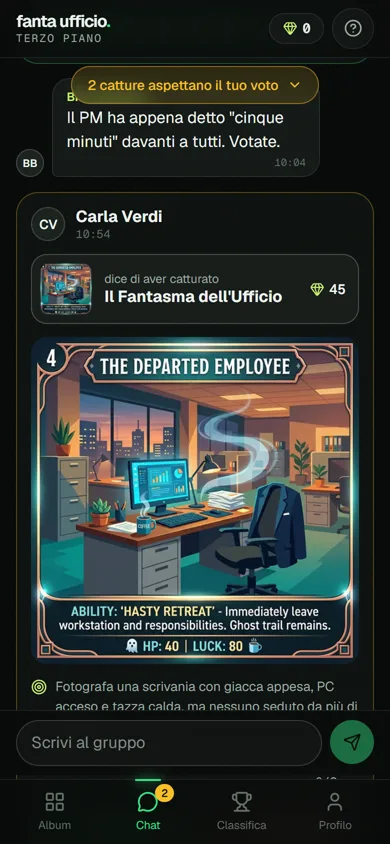 fanta ufficio.
TERZO PIANO
0
2 catture aspettano il tuo voto
Il PM ha appena detto "cinque
minuti" davanti a tutti. Votate.
BB
10:04
CV
Carla Verdi
10:54
dice di aver catturato
Il Fantasma dell'Ufficio
45
4
THE DEPARTED EMPLOYEE
COFFEE
ABILITY: 'HASTY RETREAT' - Immediately leave
workstation and responsibilities. Ghost trail remains.
HP: 40 | LUCK: 80
Fotografa una scrivania con giacca appesa, PC
acceso e tazza calda, ma nessuno seduto da più di
Scrivi al gruppo
2
Album
Chat
Classifica
Profilo